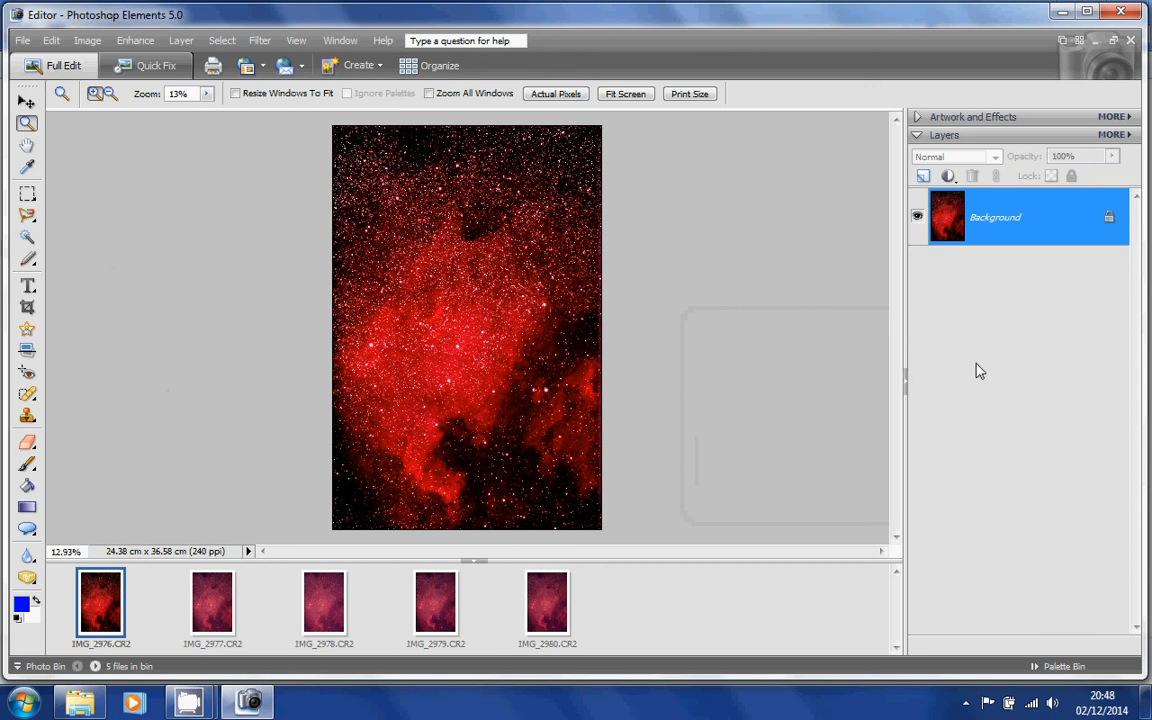 Editor - Photoshop Elements 5.0
File Edit Image Enhance Layer Select Filter View Window Help Type a question for help
Full Edit Quick Fix Create Organize
Zoom: 13% Resize Windows To Fit Ignore Palettes Zoom All Windows Actual Pixels Fit Screen Print Size
Artwork and Effects MORE
Layers MORE
Normal Opacity: 100%
Lock:
Background
12.93% 24.38 cm x 36.58 cm (240 ppi)
IMG_2976.CR2 IMG_2977.CR2 IMG_2978.CR2 IMG_2979.CR2 IMG_2980.CR2
Photo Bin 5 files in bin Palette Bin
20:48
02/12/2014